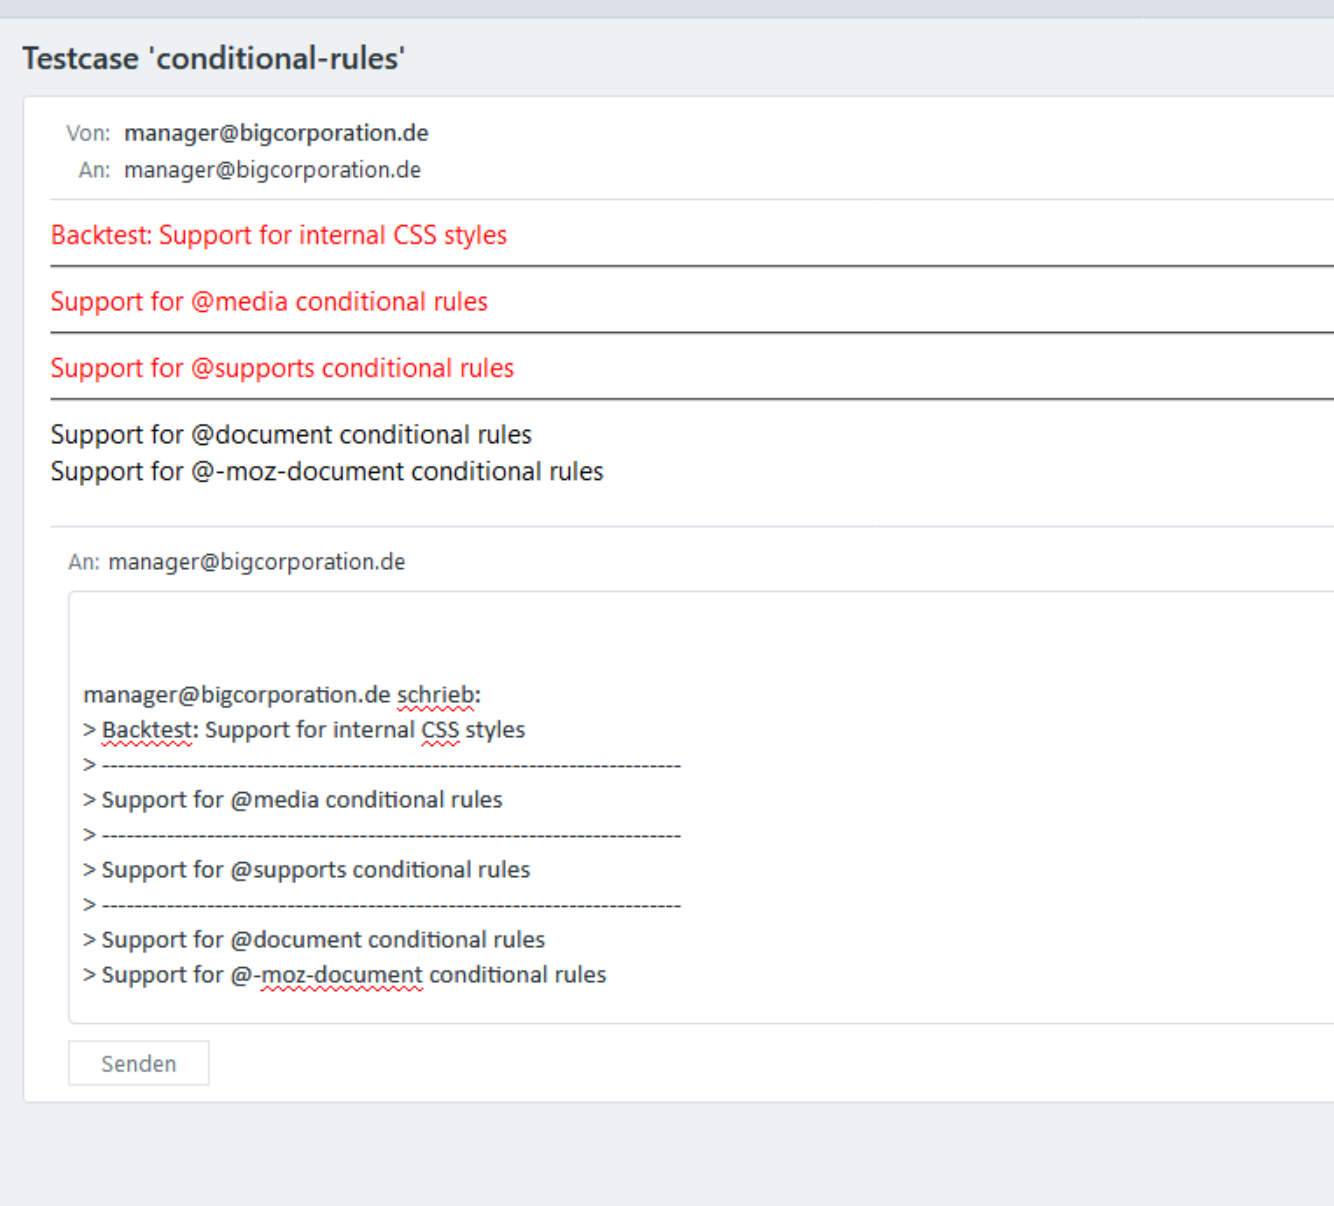 Testcase 'conditional-rules'
Von: manager@bigcorporation.de
An: manager@bigcorporation.de
Backtest: Support for internal CSS styles
Support for @media conditional rules
Support for @supports conditional rules
Support for @document conditional rules
Support for @-moz-document conditional rules
An: manager@bigcorporation.de
manager@bigcorporation.de schrieb:
> Backtest: Support for internal CSS styles
> ------------------------------------------------------------------------
> Support for @media conditional rules
> ------------------------------------------------------------------------
> Support for @supports conditional rules
> ------------------------------------------------------------------------
> Support for @document conditional rules
> Support for @-moz-document conditional rules
Senden